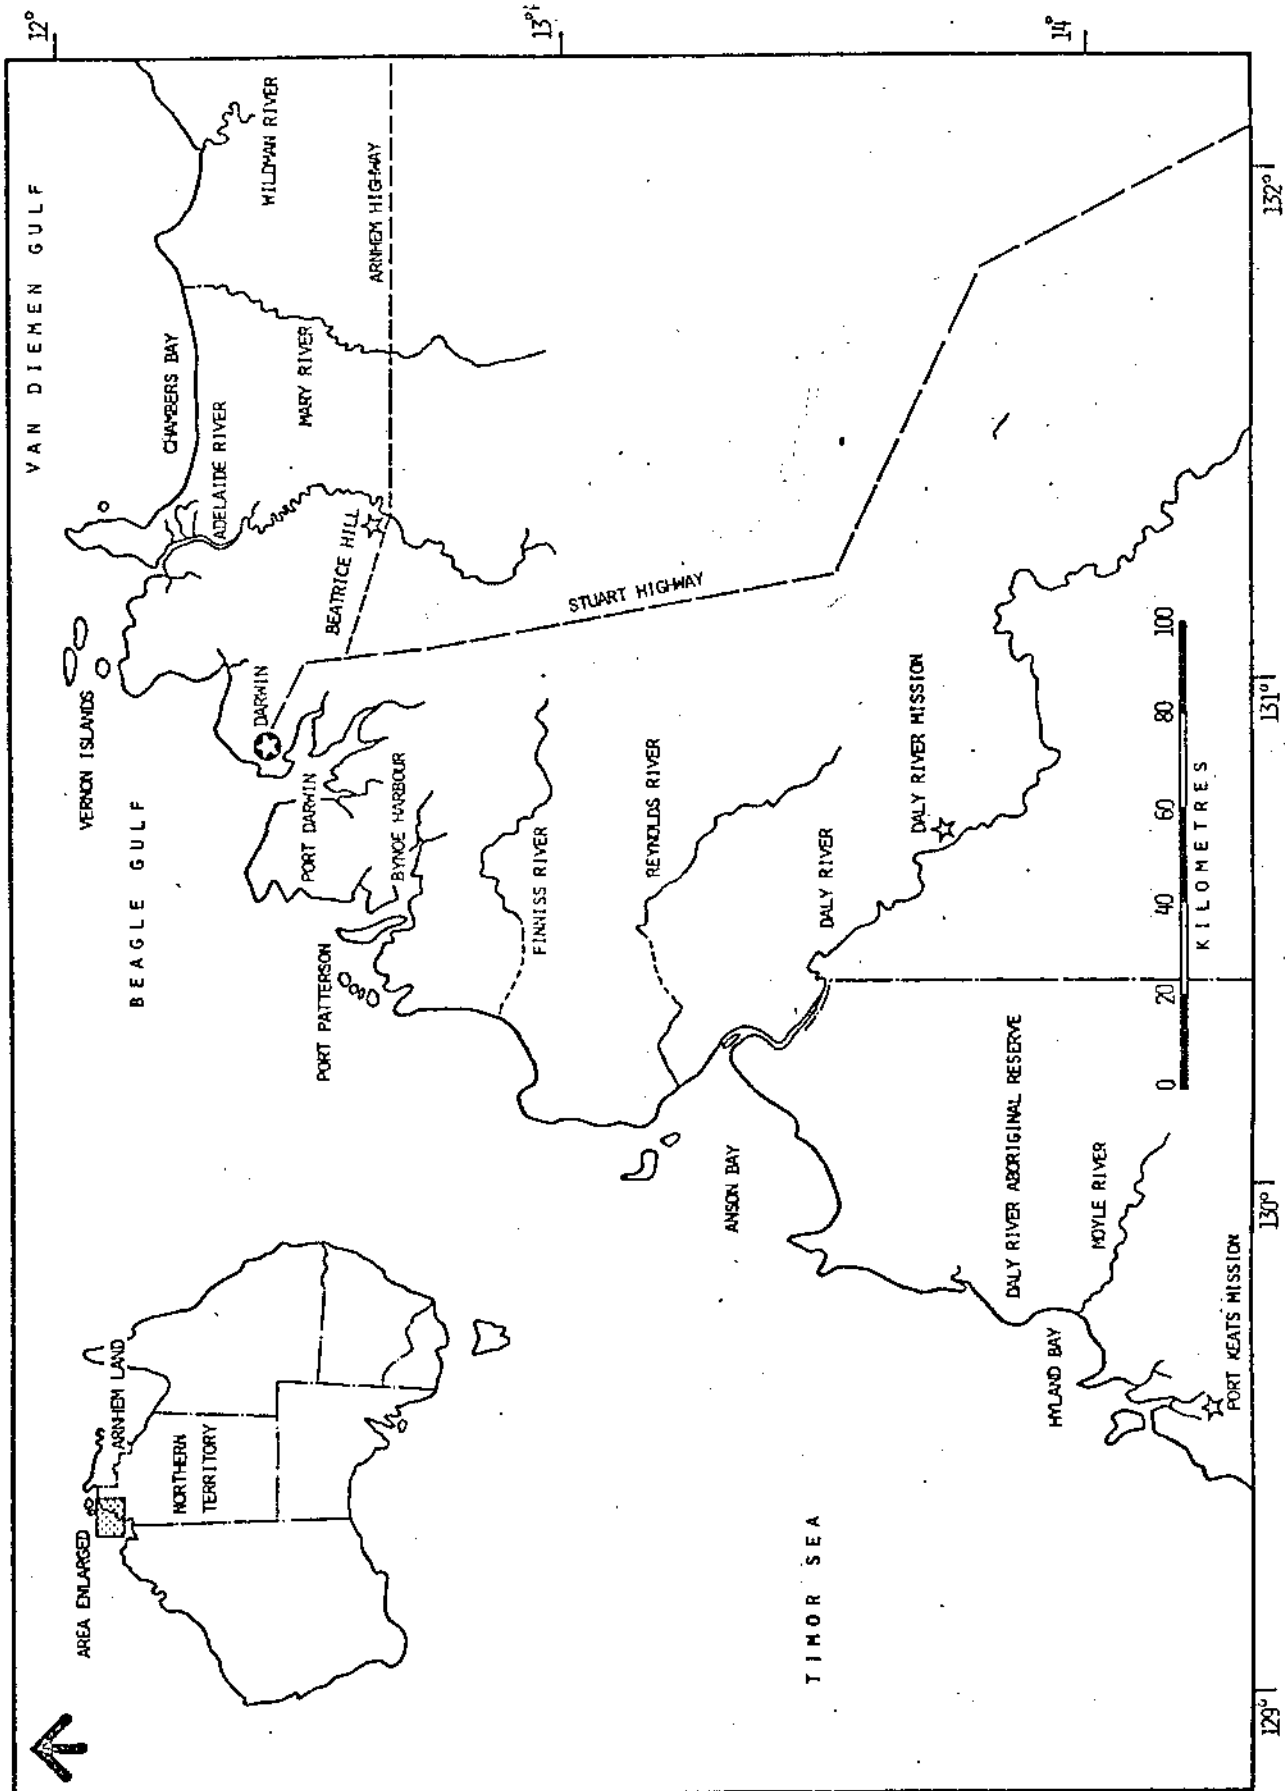 12°
13°
14°
VAN DIEMEN GULF
CHAMBERS BAY
ADELAIDE RIVER
WILDMAN RIVER
MARY RIVER
ARNHEM HIGHWAY
BEATRICE HILL
VERNON ISLANDS
BEAGLE GULF
DARWIN
PORT DARWIN
BYNOE HARBOUR
PORT PATTERSON
STUART HIGHWAY
FINNISS RIVER
REYNOLDS RIVER
DALY RIVER
DALY RIVER MISSION
ANSON BAY
DALY RIVER ABORIGINAL RESERVE
MOYLE RIVER
HYLAND BAY
PORT KEATS MISSION
TIMOR SEA
AREA ENLARGED
ARNHEM LAND
NORTHERN
TERRITORY
0 20 40 60 80 100
KILOMETRES
129°
130°
131°
132°